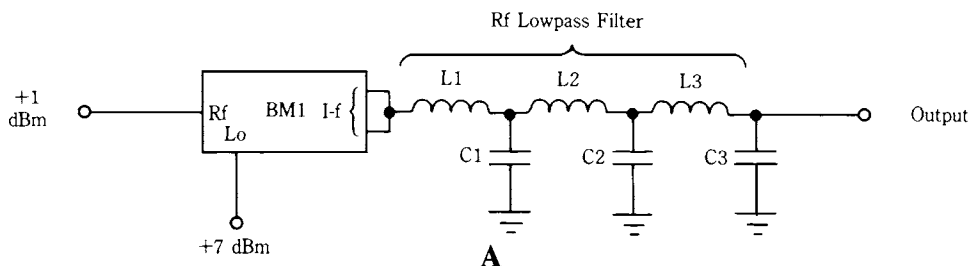 Rf Lowpass Filter
L1 L2 L3
+1
dBm
Rf BM1 I-f
Lo
Output
C1 C2 C3
+7 dBm
A